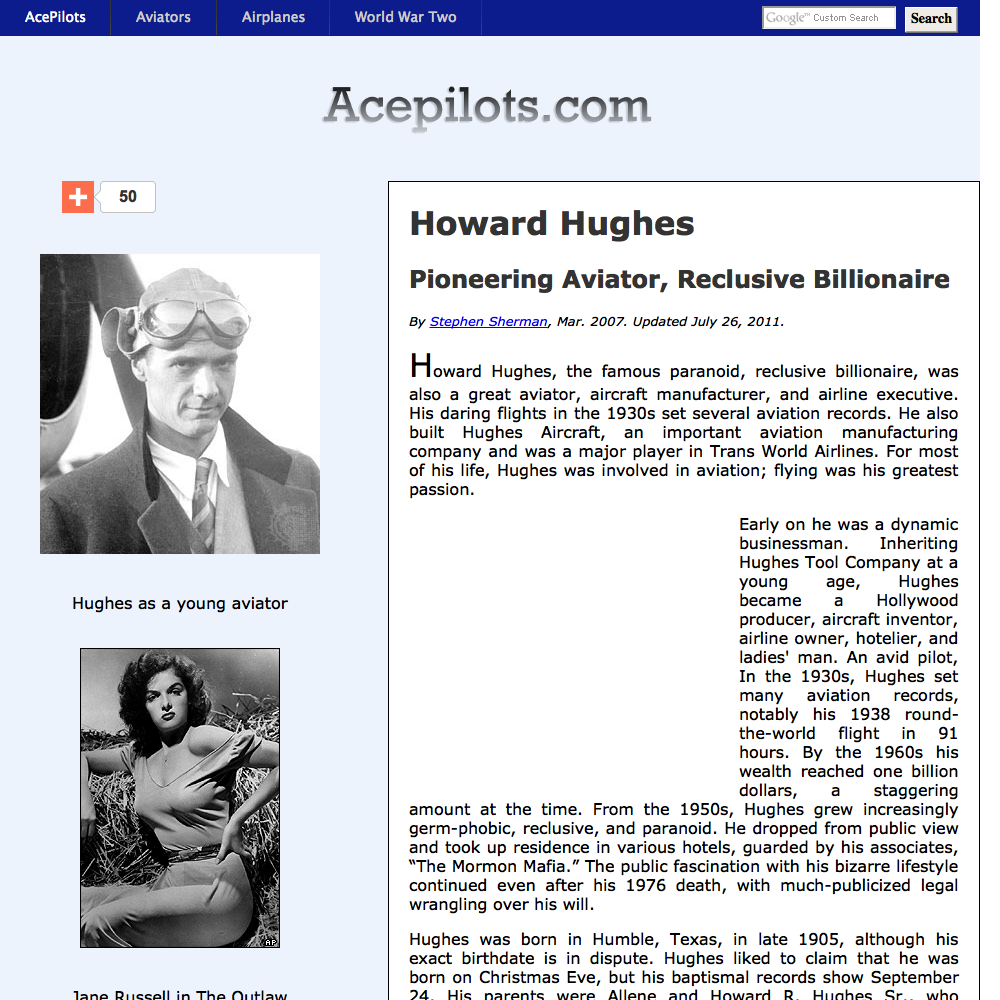 AcePilots Aviators Airplanes World War Two Google™ Custom Search Search
Acepilots.com
50
Howard Hughes
Pioneering Aviator, Reclusive Billionaire
By Stephen Sherman, Mar. 2007. Updated July 26, 2011.
Howard Hughes, the famous paranoid, reclusive billionaire, was
also a great aviator, aircraft manufacturer, and airline executive.
His daring flights in the 1930s set several aviation records. He also
built Hughes Aircraft, an important aviation manufacturing
company and was a major player in Trans World Airlines. For most
of his life, Hughes was involved in aviation; flying was his greatest
passion.
Early on he was a dynamic
businessman. Inheriting
Hughes Tool Company at a
young age, Hughes
became a Hollywood
producer, aircraft inventor,
airline owner, hotelier, and
ladies' man. An avid pilot,
In the 1930s, Hughes set
many aviation records,
notably his 1938 round-
the-world flight in 91
hours. By the 1960s his
wealth reached one billion
dollars, a staggering
amount at the time. From the 1950s, Hughes grew increasingly
germ-phobic, reclusive, and paranoid. He dropped from public view
and took up residence in various hotels, guarded by his associates,
“The Mormon Mafia.” The public fascination with his bizarre lifestyle
continued even after his 1976 death, with much-publicized legal
wrangling over his will.
Hughes was born in Humble, Texas, in late 1905, although his
exact birthdate is in dispute. Hughes liked to claim that he was
born on Christmas Eve, but his baptismal records show September
24. His parents were Allene and Howard R. Hughes Sr., who
Hughes as a young aviator
AP
Jane Russell in The Outlaw